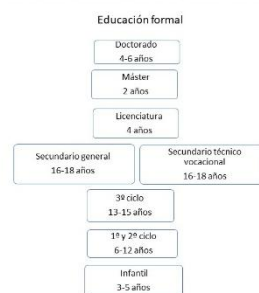 Educación formal
Doctorado
4-6 años
Máster
2 años
Licenciatura
4 años
Secundario general
16-18 años
Secundario técnico
vocacional
16-18 años
3º ciclo
13-15 años
1º y 2º ciclo
6-12 años
Infantil
3-5 años